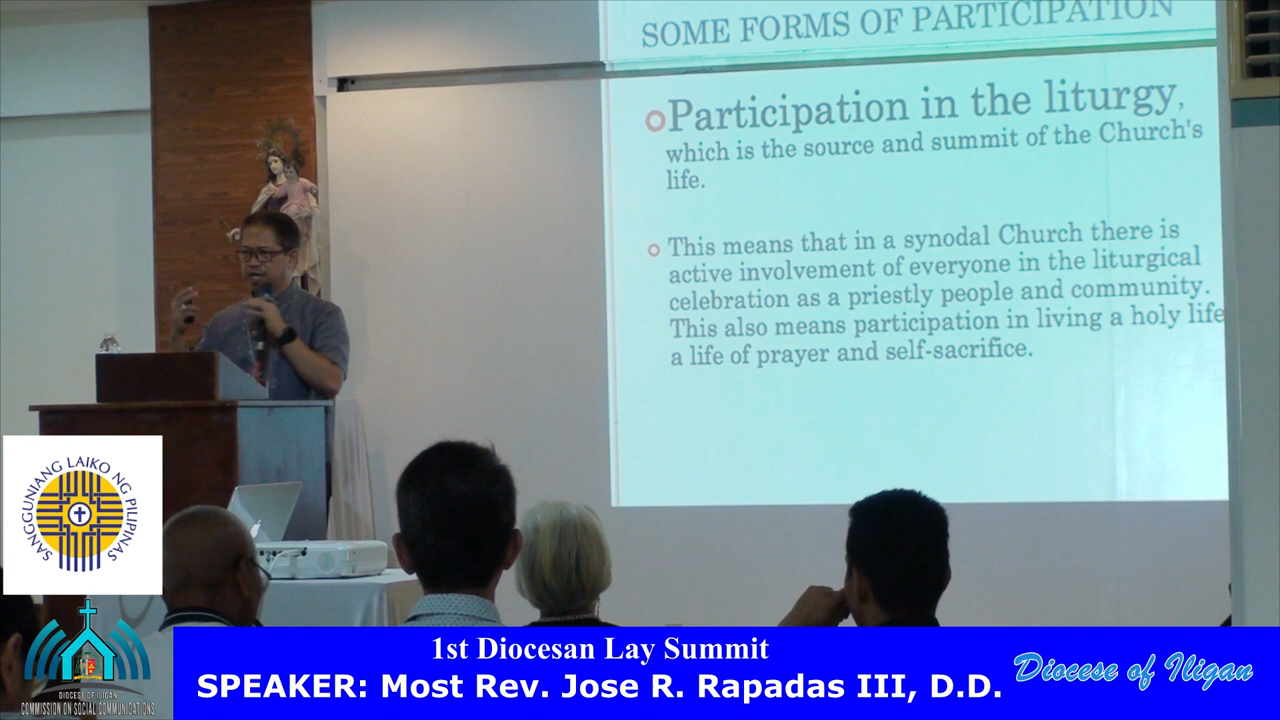 SOME FORMS OF PARTICIPATION
Participation in the liturgy,
which is the source and summit of the Church's
life.
This means that in a synodal Church there is
active involvement of everyone in the liturgical
celebration as a priestly people and community.
This also means participation in living a holy life
a life of prayer and self-sacrifice.
SANGGUNIANG LAIKO NG PILIPINAS
DIOCESE OF ILIGAN
COMMISSION ON SOCIAL COMMUNICATIONS
1st Diocesan Lay Summit
SPEAKER: Most Rev. Jose R. Rapadas III, D.D.
Diocese of Iligan